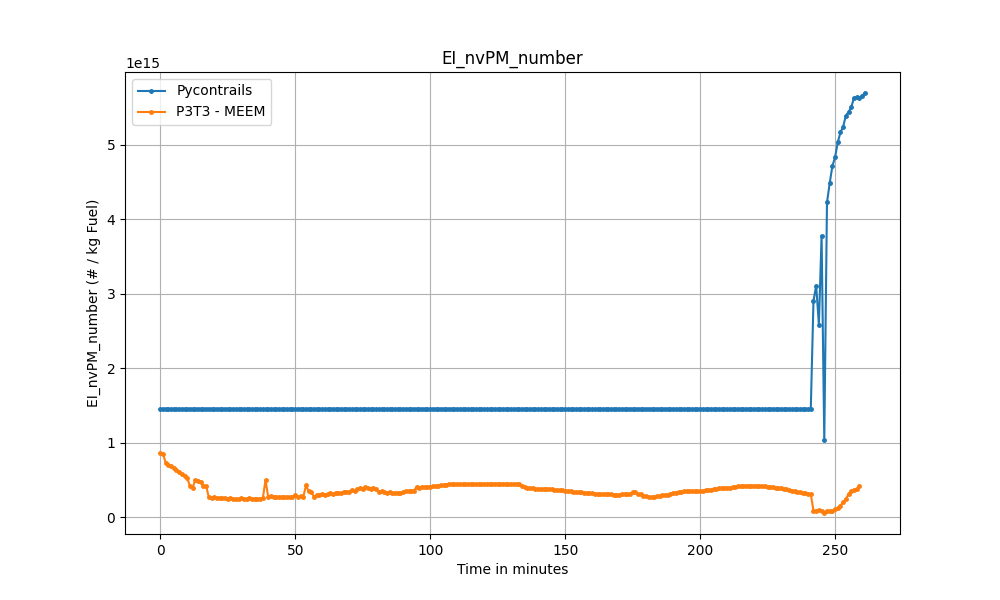 EI_nvPM_number
1e15
Pycontrails
P3T3 - MEEM
EI_nvPM_number (# / kg Fuel)
5
4
3
2
1
0
0 50 100 150 200 250
Time in minutes